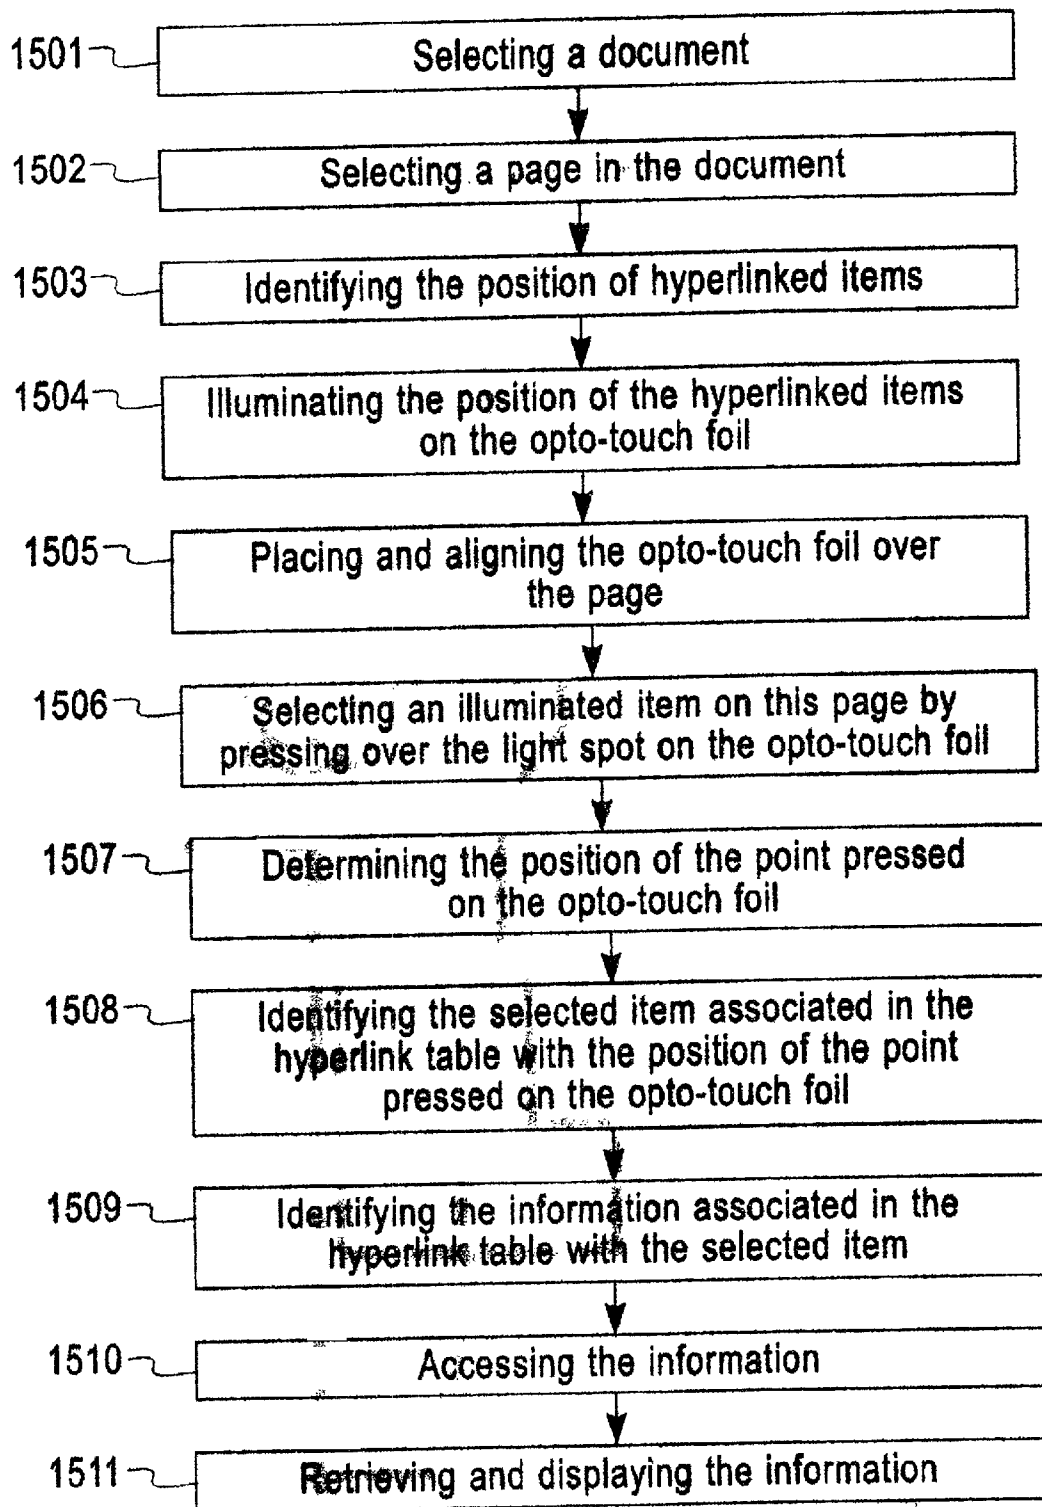 1501 Selecting a document
1502 Selecting a page in the document
1503 Identifying the position of hyperlinked items
1504 Illuminating the position of the hyperlinked items
on the opto-touch foil
1505 Placing and aligning the opto-touch foil over
the page
1506 Selecting an illuminated item on this page by
pressing over the light spot on the opto-touch foil
1507 Determining the position of the point pressed
on the opto-touch foil
1508 Identifying the selected item associated in the
hyperlink table with the position of the point
pressed on the opto-touch foil
1509 Identifying the information associated in the
hyperlink table with the selected item
1510 Accessing the information
1511 Retrieving and displaying the information